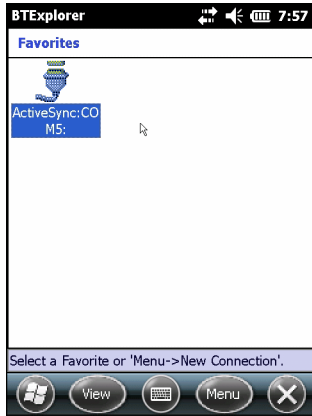 BTExplorer 7:57
Favorites
ActiveSync:CO
M5:
Select a Favorite or 'Menu->New Connection'.
View Menu